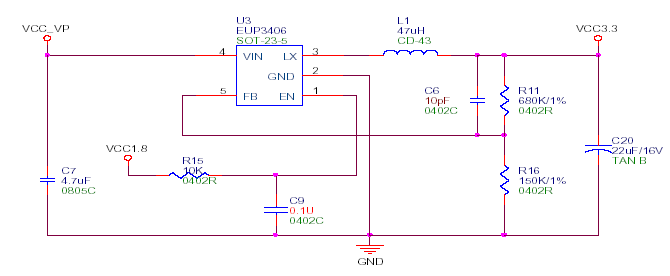 VCC_VP
U3
EUP3406
SOT-23-5
L1
47uH
CD-43
VCC3.3
4 VIN LX 3
GND 2
5 FB EN 1
C6
10pF
0402C
R11
680K/1%
0402R
VCC1.8
R15
10K
0402R
C20
22uF/16V
TAN B
C7
4.7uF
0805C
R16
150K/1%
0402R
C9
0.1U
0402C
GND